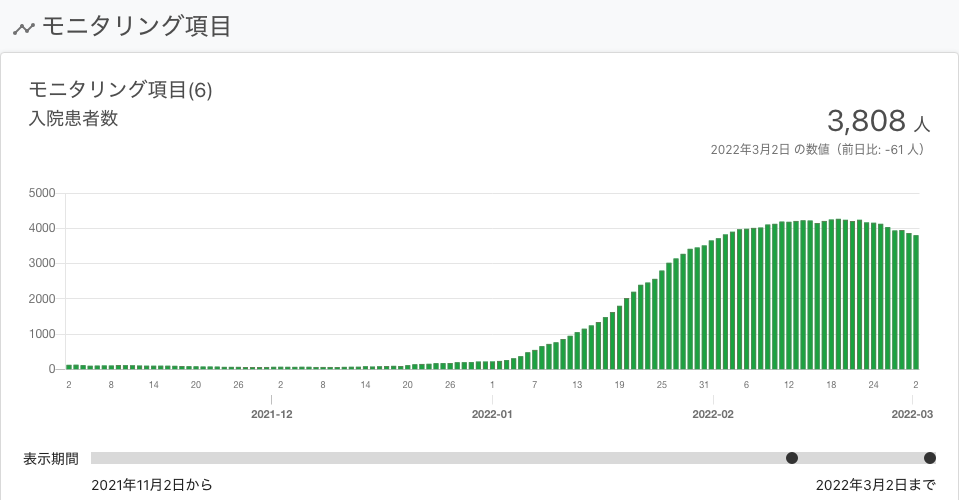 モニタリング項目
モニタリング項目(6)
入院患者数
3,808 人
2022年3月2日 の数値（前日比: -61 人）
5000
4000
3000
2000
1000
0
2 8 14 20 26 2 8 14 20 26 1 7 13 19 25 31 6 12 18 24 2
2021-12 2022-01 2022-02 2022-03
表示期間
2021年11月2日から 2022年3月2日まで